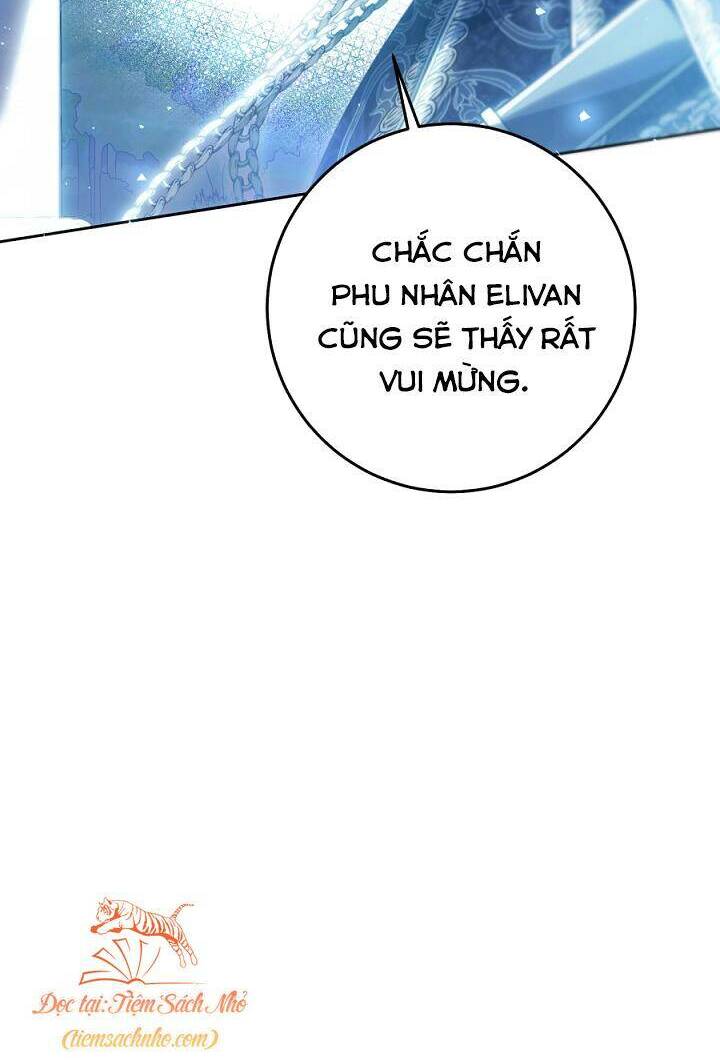 CHẮC CHẮN
PHU NHÂN ELIVAN
CŨNG SẼ THẤY RẤT
VUI MỪNG.
Đọc tại: Tiệm Sách Nhỏ
(tiemsachnho.com)